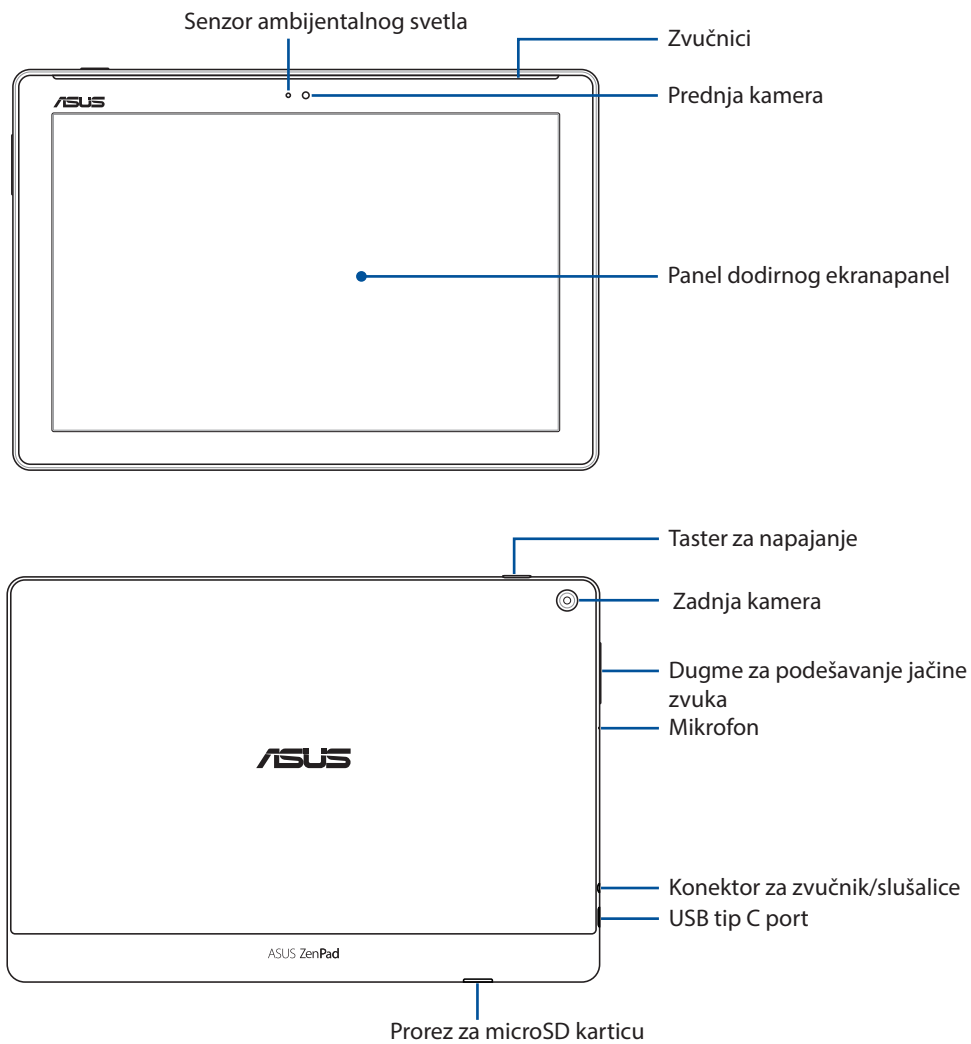 Senzor ambijentalnog svetla
Zvučnici
Prednja kamera
ASUS
Panel dodirnog ekranapanel
Taster za napajanje
Zadnja kamera
Dugme za podešavanje jačine
zvuka
Mikrofon
ASUS
Konektor za zvučnik/slušalice
USB tip C port
ASUS ZenPad
Prorez za microSD karticu